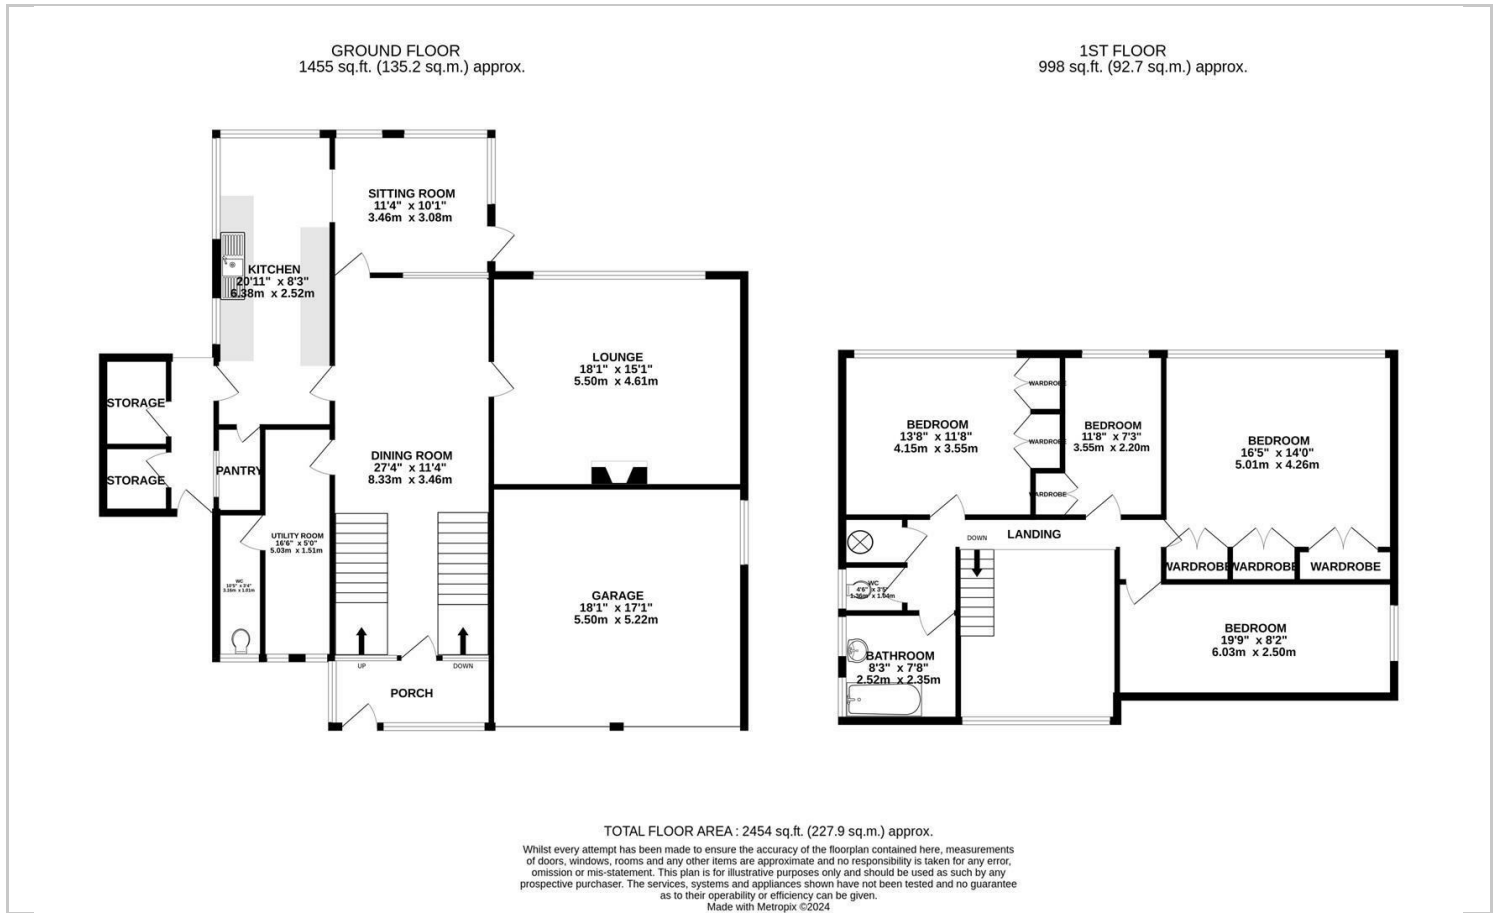 GROUND FLOOR
1455 sq.ft. (135.2 sq.m.) approx.
SITTING ROOM
11'4" x 10'1"
3.46m x 3.08m
KITCHEN
20'11" x 8'3"
6.38m x 2.52m
LOUNGE
18'1" x 15'1"
5.50m x 4.61m
STORAGE
STORAGE
PANTRY
DINING ROOM
27'4" x 11'4"
8.33m x 3.46m
UTILITY ROOM
16'6" x 5'0"
5.03m x 1.51m
WC
GARAGE
18'1" x 17'1"
5.50m x 5.22m
UP
DOWN
PORCH
1ST FLOOR
998 sq.ft. (92.7 sq.m.) approx.
BEDROOM
13'8" x 11'8"
4.15m x 3.55m
WARDROBE
WARDROBE
WARDROBE
BEDROOM
11'8" x 7'3"
3.55m x 2.20m
BEDROOM
16'5" x 14'0"
5.01m x 4.26m
LANDING
DOWN
WARDROBE
WARDROBE
WARDROBE
WC
4'6" x 3'5"
BEDROOM
19'9" x 8'2"
6.03m x 2.50m
BATHROOM
8'3" x 7'8"
2.52m x 2.35m
TOTAL FLOOR AREA : 2454 sq.ft. (227.9 sq.m.) approx.
Whilst every attempt has been made to ensure the accuracy of the floorplan contained here, measurements
of doors, windows, rooms and any other items are approximate and no responsibility is taken for any error,
omission or mis-statement. This plan is for illustrative purposes only and should be used as such by any
prospective purchaser. The services, systems and appliances shown have not been tested and no guarantee
as to their operability or efficiency can be given.
Made with Metropix ©2024